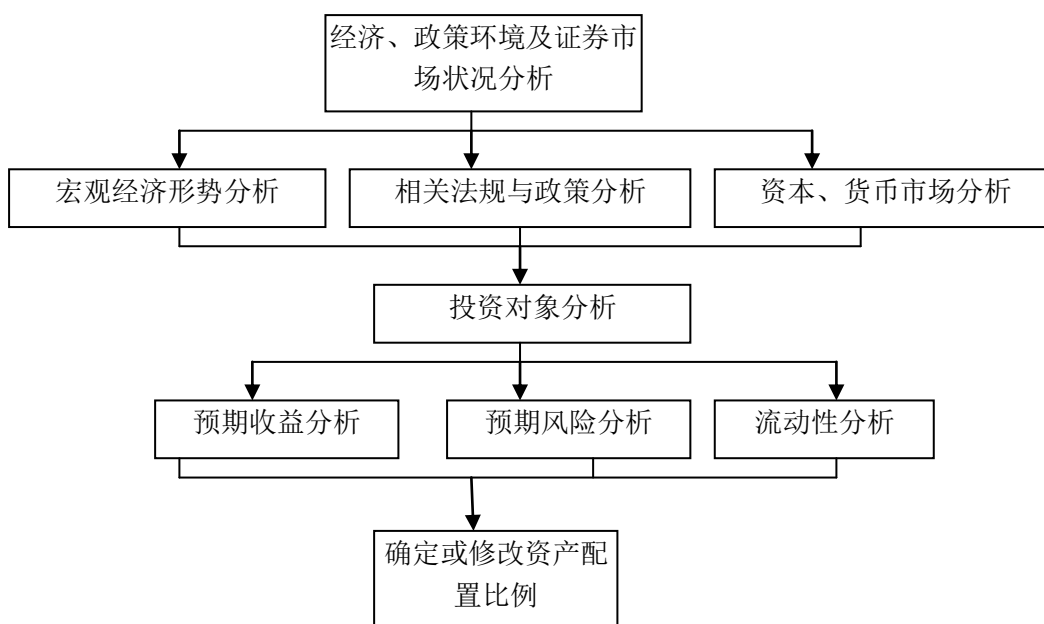 经济、政策环境及证券市
场状况分析
宏观经济形势分析
相关法规与政策分析
资本、货币市场分析
投资对象分析
预期收益分析
预期风险分析
流动性分析
确定或修改资产配
置比例